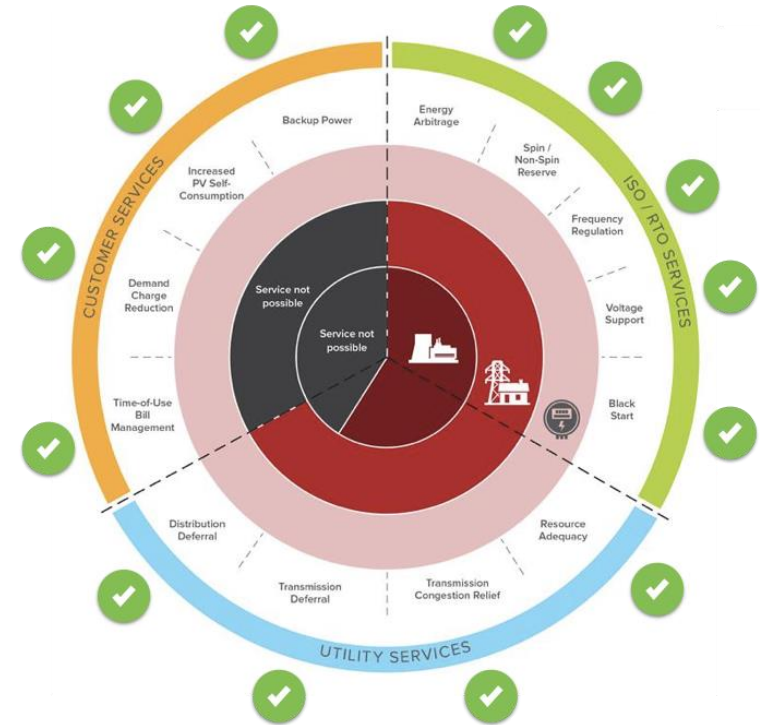 Backup Power
Energy
Arbitrage
Spin /
Non-Spin
Reserve
Frequency
Regulation
Voltage
Support
Black
Start
Resource
Adequacy
Transmission
Congestion Relief
Transmission
Deferral
Distribution
Deferral
Time-of-Use
Bill
Management
Demand
Charge
Reduction
Increased
PV Self-
Consumption
CUSTOMER SERVICES
ISO / RTO SERVICES
UTILITY SERVICES
Service not
possible
Service not
possible